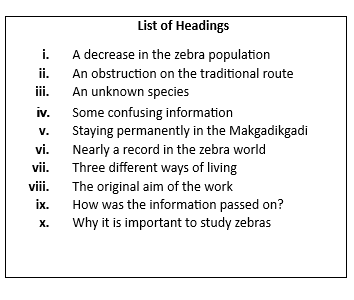 List of Headings
i. A decrease in the zebra population
ii. An obstruction on the traditional route
iii. An unknown species
iv. Some confusing information
v. Staying permanently in the Makgadikgadi
vi. Nearly a record in the zebra world
vii. Three different ways of living
viii. The original aim of the work
ix. How was the information passed on?
x. Why it is important to study zebras